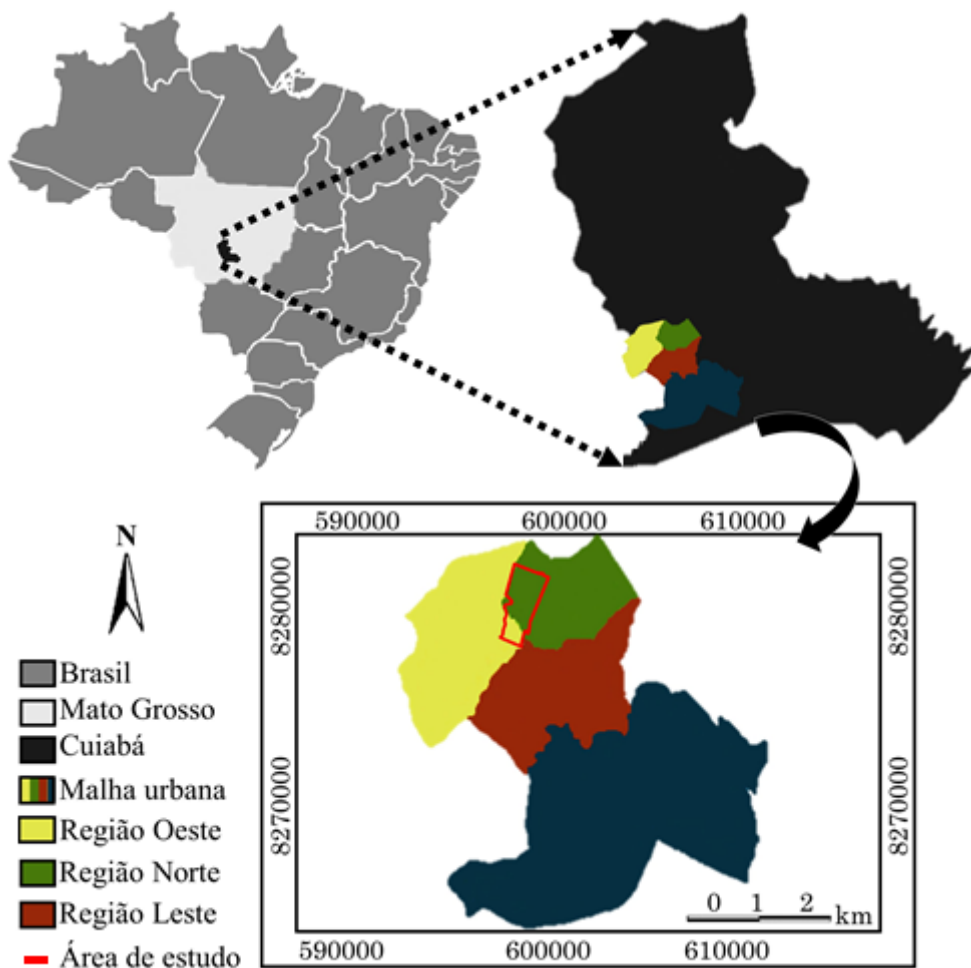 590000 600000 610000
8280000
8280000
8270000
8270000
0 1 2
km
590000 600000 610000
N
Brasil
Mato Grosso
Cuiabá
Malha urbana
Região Oeste
Região Norte
Região Leste
Área de estudo